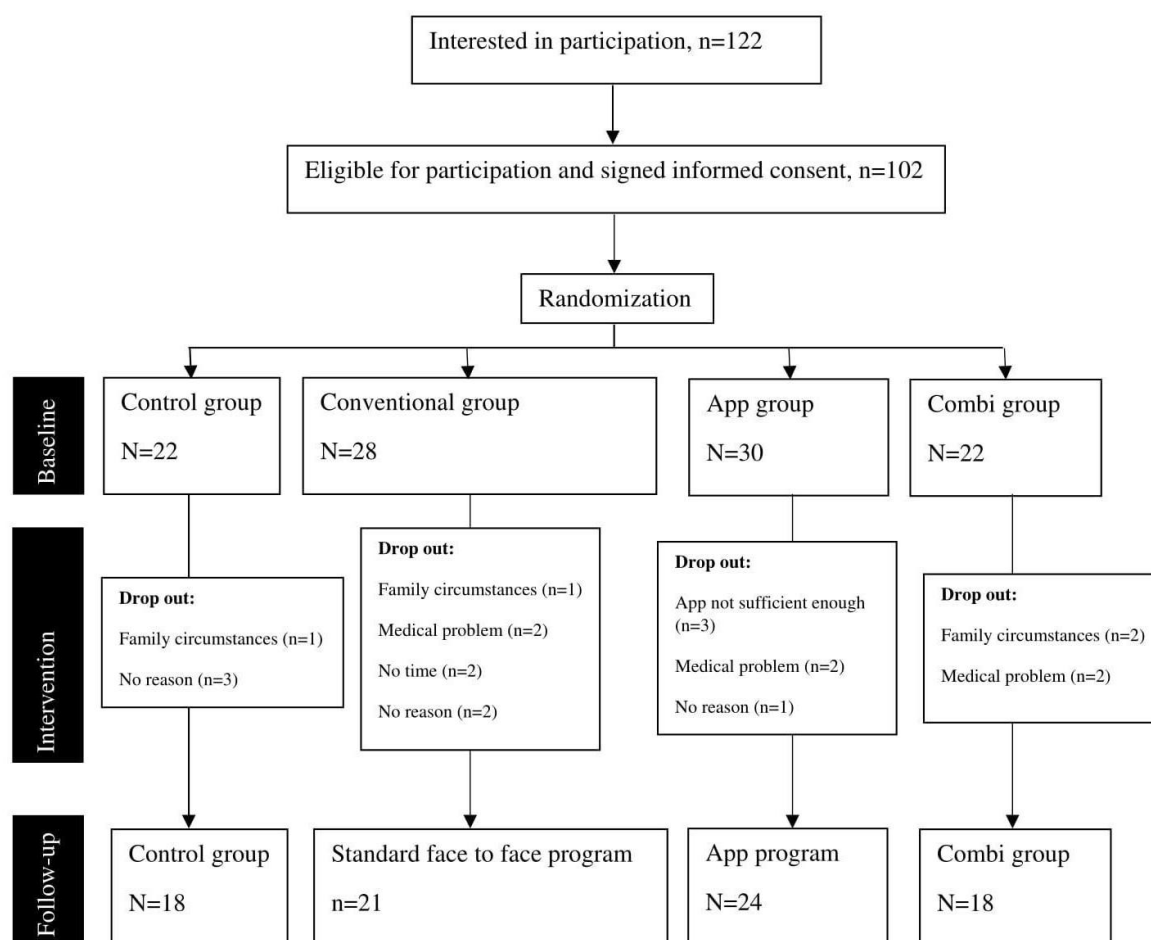 Interested in participation, n=122
Eligible for participation and signed informed consent, n=102
Randomization
Baseline
Control group
N=22
Conventional group
N=28
App group
N=30
Combi group
N=22
Intervention
Drop out:
Family circumstances (n=1)
No reason (n=3)
Drop out:
Family circumstances (n=1)
Medical problem (n=2)
No time (n=2)
No reason (n=2)
Drop out:
App not sufficient enough
(n=3)
Medical problem (n=2)
No reason (n=1)
Drop out:
Family circumstances (n=2)
Medical problem (n=2)
Follow-up
Control group
N=18
Standard face to face program
n=21
App program
N=24
Combi group
N=18